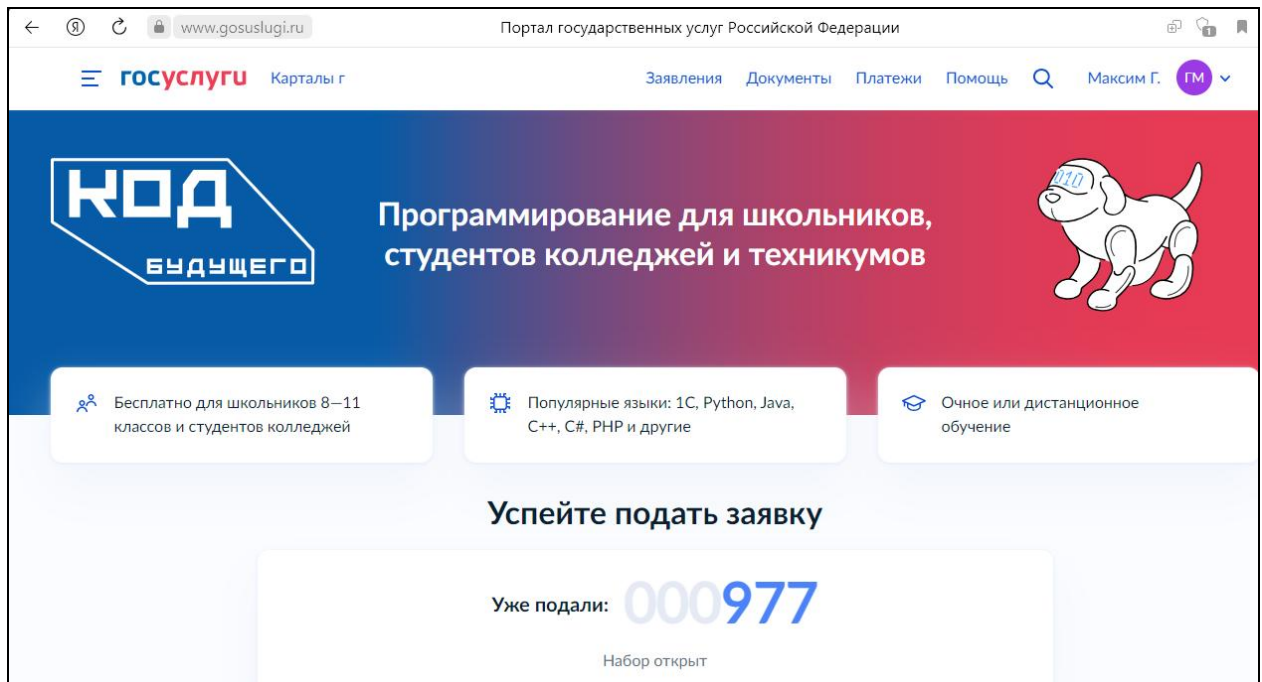 www.gosuslugi.ru Портал государственных услуг Российской Федерации 1
госуслуги Карталы г Заявления Документы Платежи Помощь Максим Г. ГМ
КОД
БУДУЩЕГО
Программирование для школьников,
студентов колледжей и техникумов
010
Бесплатно для школьников 8—11
классов и студентов колледжей
Популярные языки: 1С, Python, Java,
C++, C#, PHP и другие
Очное или дистанционное
обучение
Успейте подать заявку
Уже подали: 000977
Набор открыт